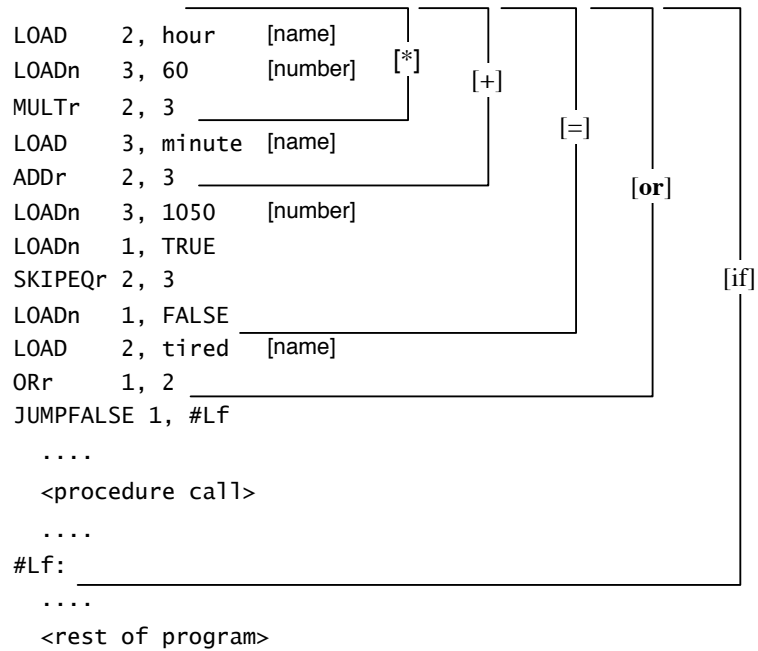 LOAD 2, hour [name]
LOADn 3, 60 [number] [*]
[+]
MULTr 2, 3
[=]
LOAD 3, minute [name]
ADDr 2, 3 [or]
LOADn 3, 1050 [number]
LOADn 1, TRUE
SKIPEQr 2, 3 [if]
LOADn 1, FALSE
LOAD 2, tired [name]
ORr 1, 2
JUMPFALSE 1, #Lf
....
<procedure call>
....
#Lf:
....
<rest of program>